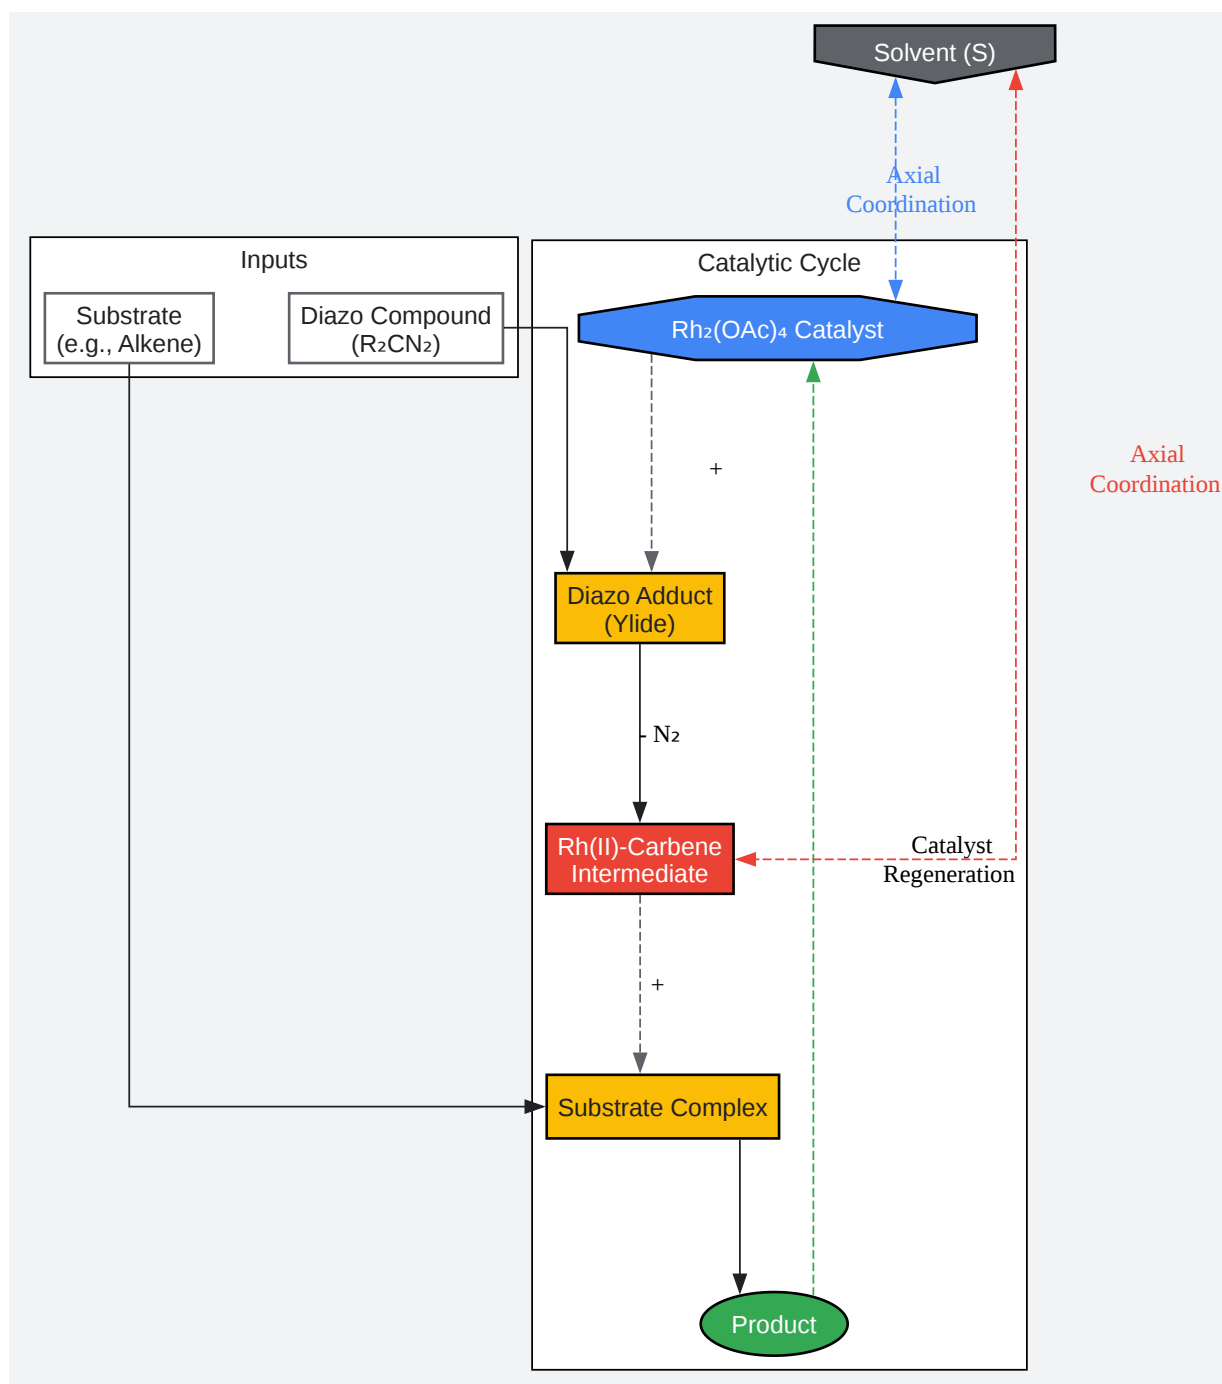 Solvent (S)
Axial
Coordination
Inputs
Substrate
(e.g., Alkene)
Diazo Compound
(R₂CN₂)
Catalytic Cycle
Rh₂(OAc)₄ Catalyst
+
Axial
Coordination
Diazo Adduct
(Ylide)
- N₂
Rh(II)-Carbene
Intermediate
Catalyst
Regeneration
+
Substrate Complex
Product